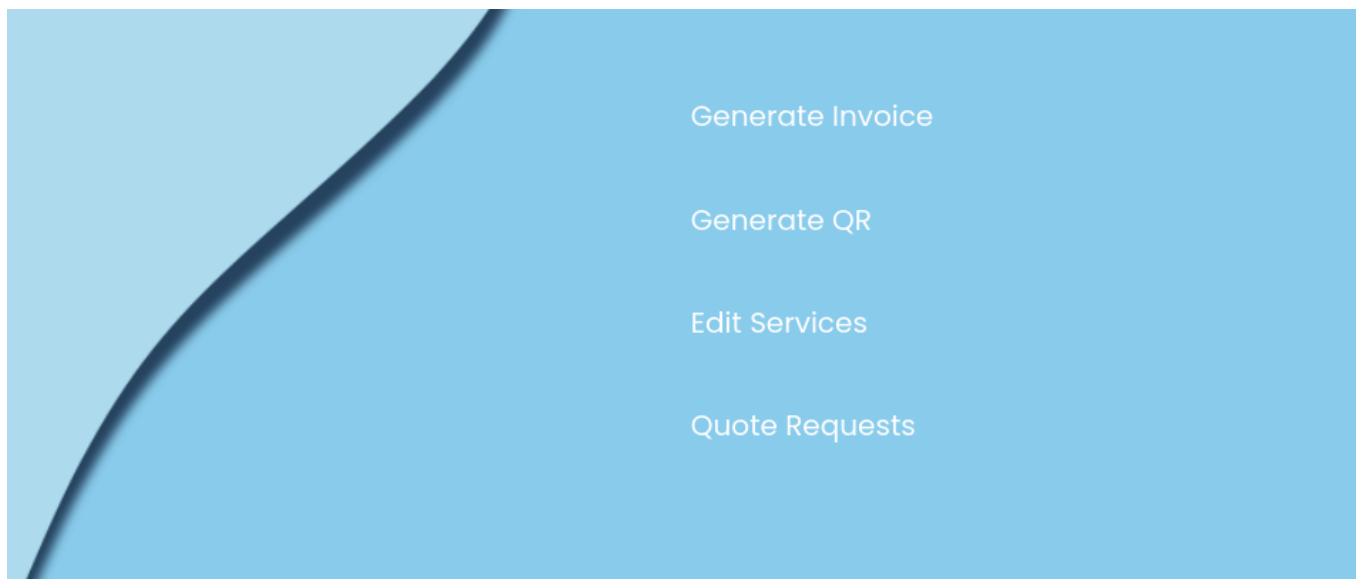 Generate Invoice
Generate QR
Edit Services
Quote Requests